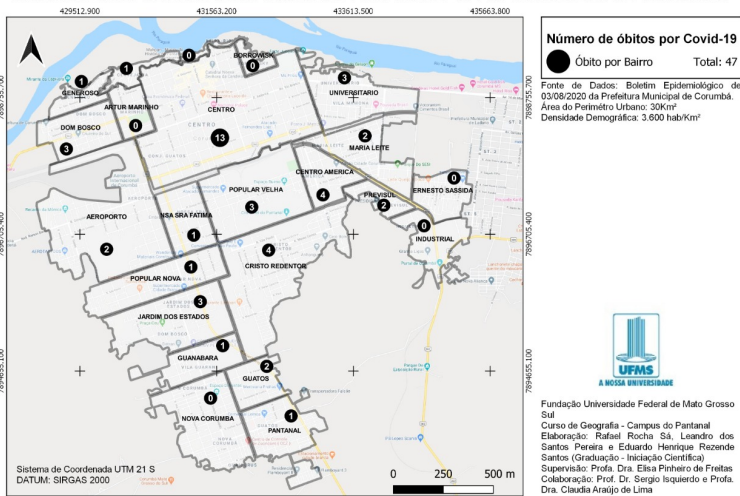 429512.900
431563.200
433613.500
435663.800
7898755.700
7896705.400
7894655.100
7898755.700
7896705.400
7894655.100
BOROWISK
0
0
1
GENEROSO
1
ARTUR MARINHO
0
CENTRO
13
UNIVERSITARIO
3
DOM BOSCO
3
MARIA LEITE
2
CENTRO AMERICA
4
PREVISUL
2
ERNESTO SASSIDA
0
INDUSTRIAL
0
POPULAR VELHA
3
NSA SRA FATIMA
1
AEROPORTO
2
CRISTO REDENTOR
4
POPULAR NOVA
1
JARDIM DOS ESTADOS
3
GUANABARA
1
GUATOS
2
NOVA CORUMBA
0
PANTANAL
1
Sistema de Coordenada UTM 21 S
DATUM: SIRGAS 2000
0 250 500 m
Número de óbitos por Covid-19
Óbito por Bairro Total: 47
Fonte de Dados: Boletim Epidemiológico de
03/08/2020 da Prefeitura Municipal de Corumbá.
Área do Perímetro Urbano: 30Km²
Densidade Demográfica: 3.600 hab/Km²
UFMS
A NOSSA UNIVERSIDADE
Fundação Universidade Federal de Mato Grosso
Sul
Curso de Geografia - Campus do Pantanal
Elaboração: Rafael Rocha Sá, Leandro dos
Santos Pereira e Eduardo Henrique Rezende
Santos (Graduação - Iniciação Científica)
Supervisão: Profa. Dra. Elisa Pinheiro de Freitas
Colaboração: Prof. Dr. Sergio Isquierdo e Profa.
Dra. Claudia Araújo de Lima